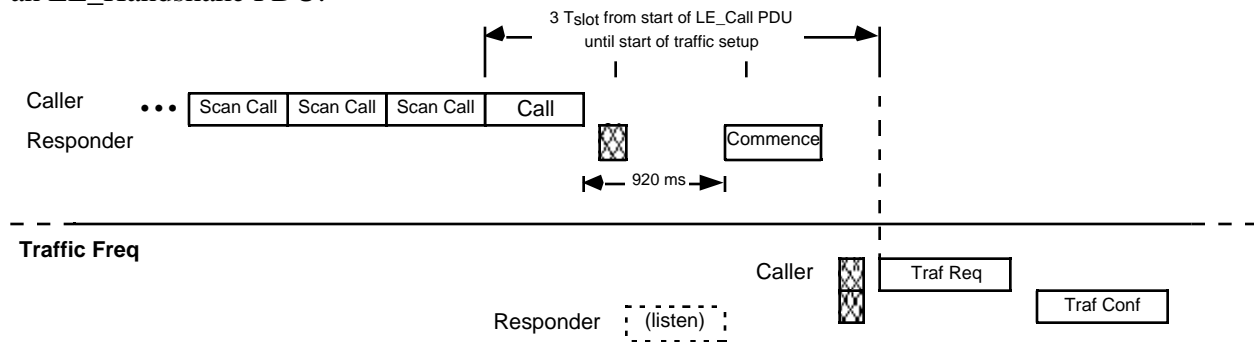 an LE_Handshake PDU.
3 Tslot from start of LE_Call PDU
until start of traffic setup
Caller ••• Scan Call Scan Call Scan Call Call
Responder Commence
920 ms
Traffic Freq
Caller Traf Req
Traf Conf
Responder (listen)